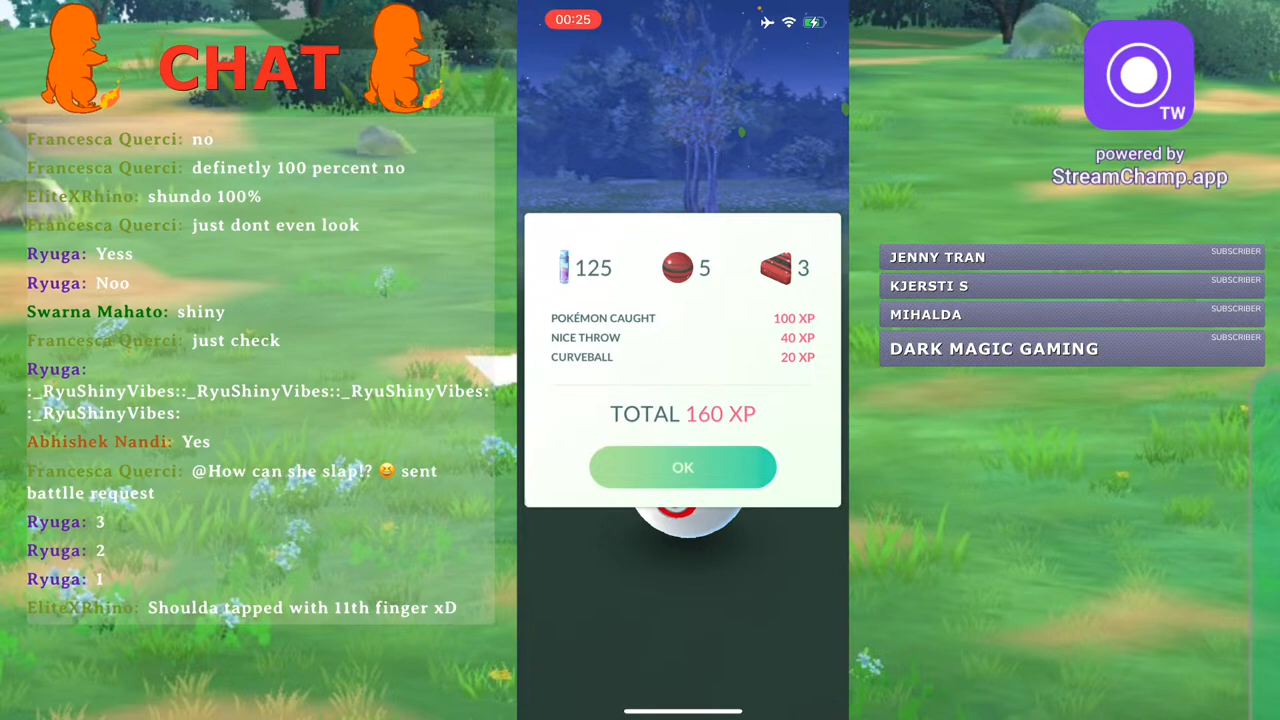 CHAT
Francesca Querci: no
Francesca Querci: definetly 100 percent no
EliteXRhino: shundo 100%
Francesca Querci: just dont even look
Ryuga: Yess
Ryuga: Noo
Swarna Mahato: shiny
Francesca Querci: just check
Ryuga:
:_RyuShinyVibes::_RyuShinyVibes::_RyuShinyVibes:
:_RyuShinyVibes:
Abhishek Nandi: Yes
Francesca Querci: @How can she slap!? 😆 sent
battlle request
Ryuga: 3
Ryuga: 2
Ryuga: 1
EliteXRhino: Shoulda tapped with 11th finger xD
00:25
125 5 3
POKÉMON CAUGHT 100 XP
NICE THROW 40 XP
CURVEBALL 20 XP
TOTAL 160 XP
OK
TW
powered by
StreamChamp.app
JENNY TRAN SUBSCRIBER
KJERSTI S SUBSCRIBER
MIHALDA SUBSCRIBER
DARK MAGIC GAMING SUBSCRIBER